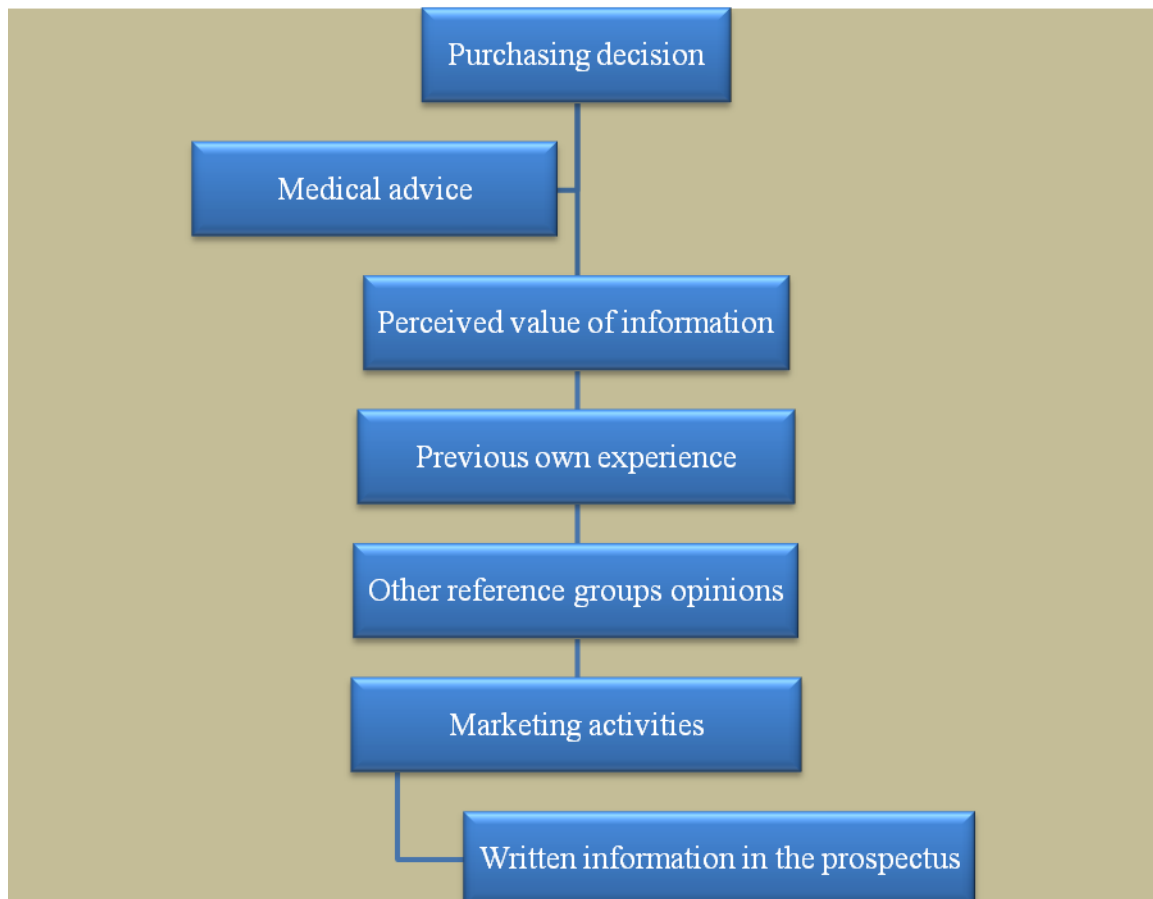 Purchasing decision
Medical advice
Perceived value of information
Previous own experience
Other reference groups opinions
Marketing activities
Written information in the prospectus